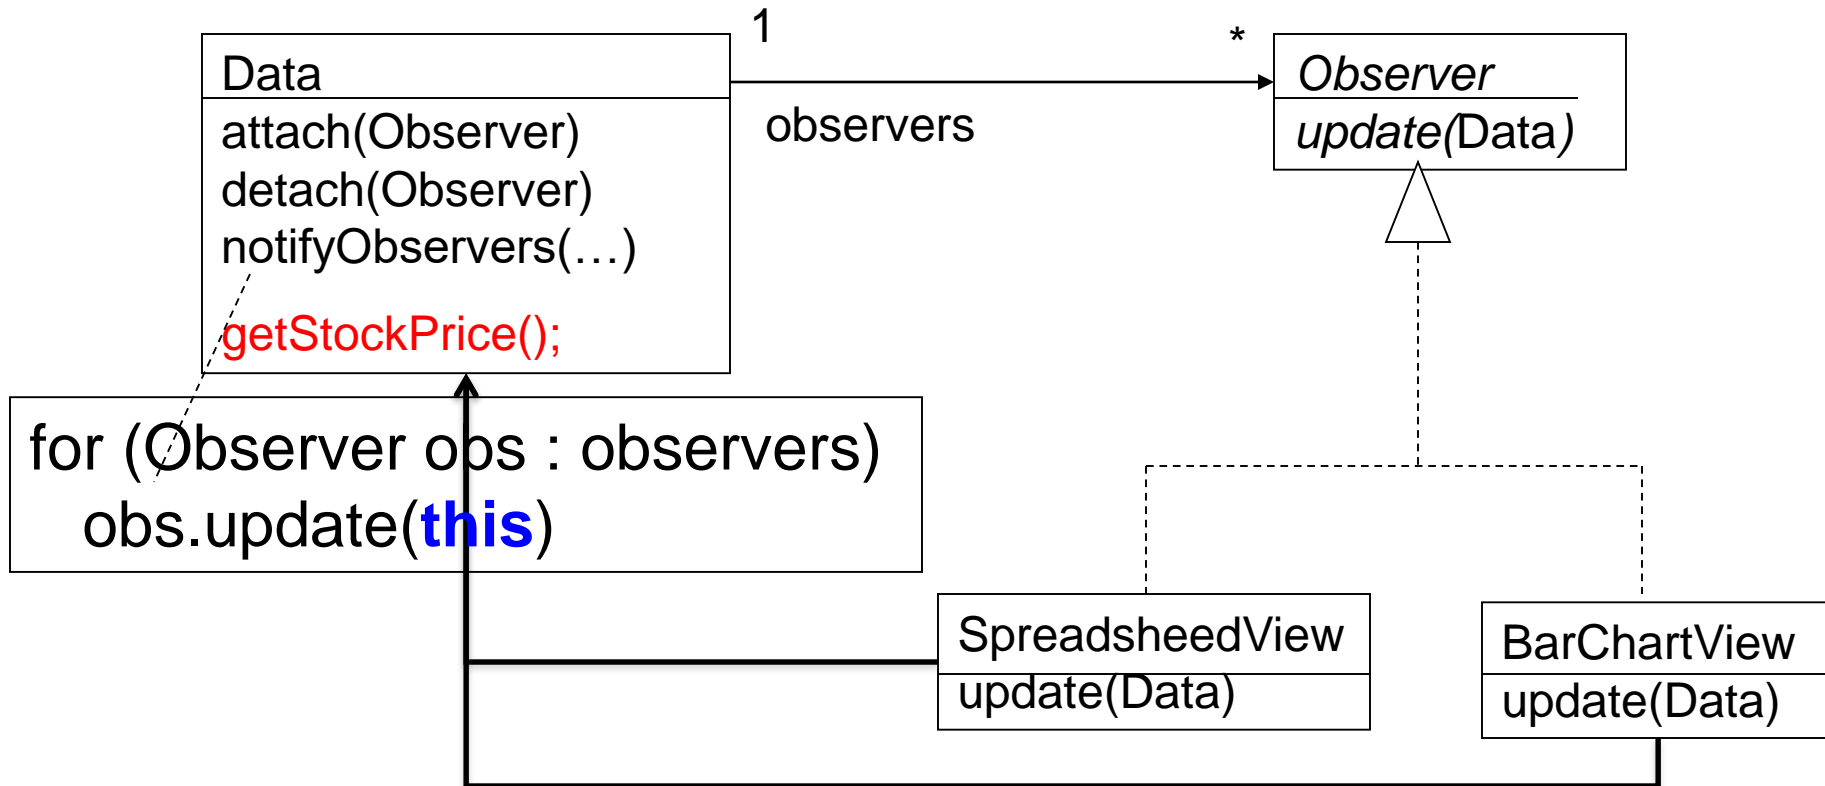 1
*
Data
attach(Observer)
detach(Observer)
notifyObservers(…)
getStockPrice();
observers
Observer
update(Data)
for (Observer obs : observers)
obs.update(this)
SpreadsheedView
update(Data)
BarChartView
update(Data)